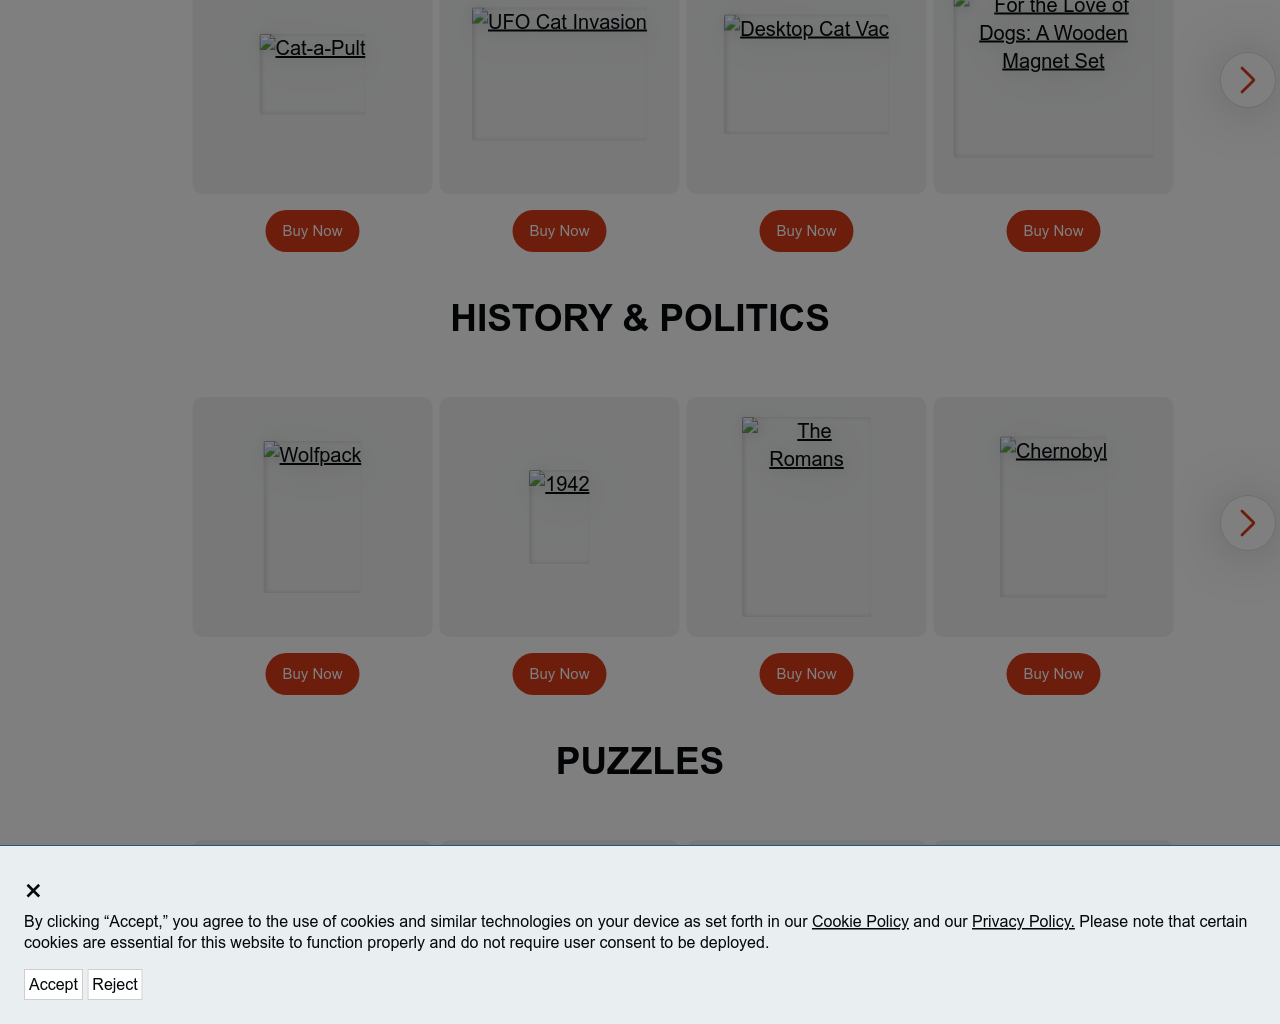 Cat-a-Pult
UFO Cat Invasion
Desktop Cat Vac
For the Love of
Dogs: A Wooden
Magnet Set
Buy Now
Buy Now
Buy Now
Buy Now
HISTORY & POLITICS
Wolfpack
1942
The
Romans
Chernobyl
Buy Now
Buy Now
Buy Now
Buy Now
PUZZLES
By clicking “Accept,” you agree to the use of cookies and similar technologies on your device as set forth in our Cookie Policy and our Privacy Policy. Please note that certain
cookies are essential for this website to function properly and do not require user consent to be deployed.
Accept Reject